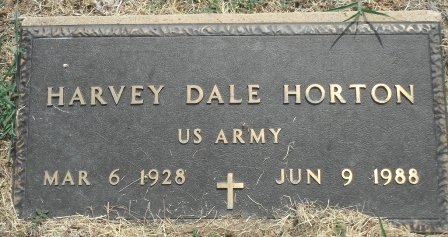 HARVEY DALE HORTON
US ARMY
MAR 6 1928 JUN 9 1988